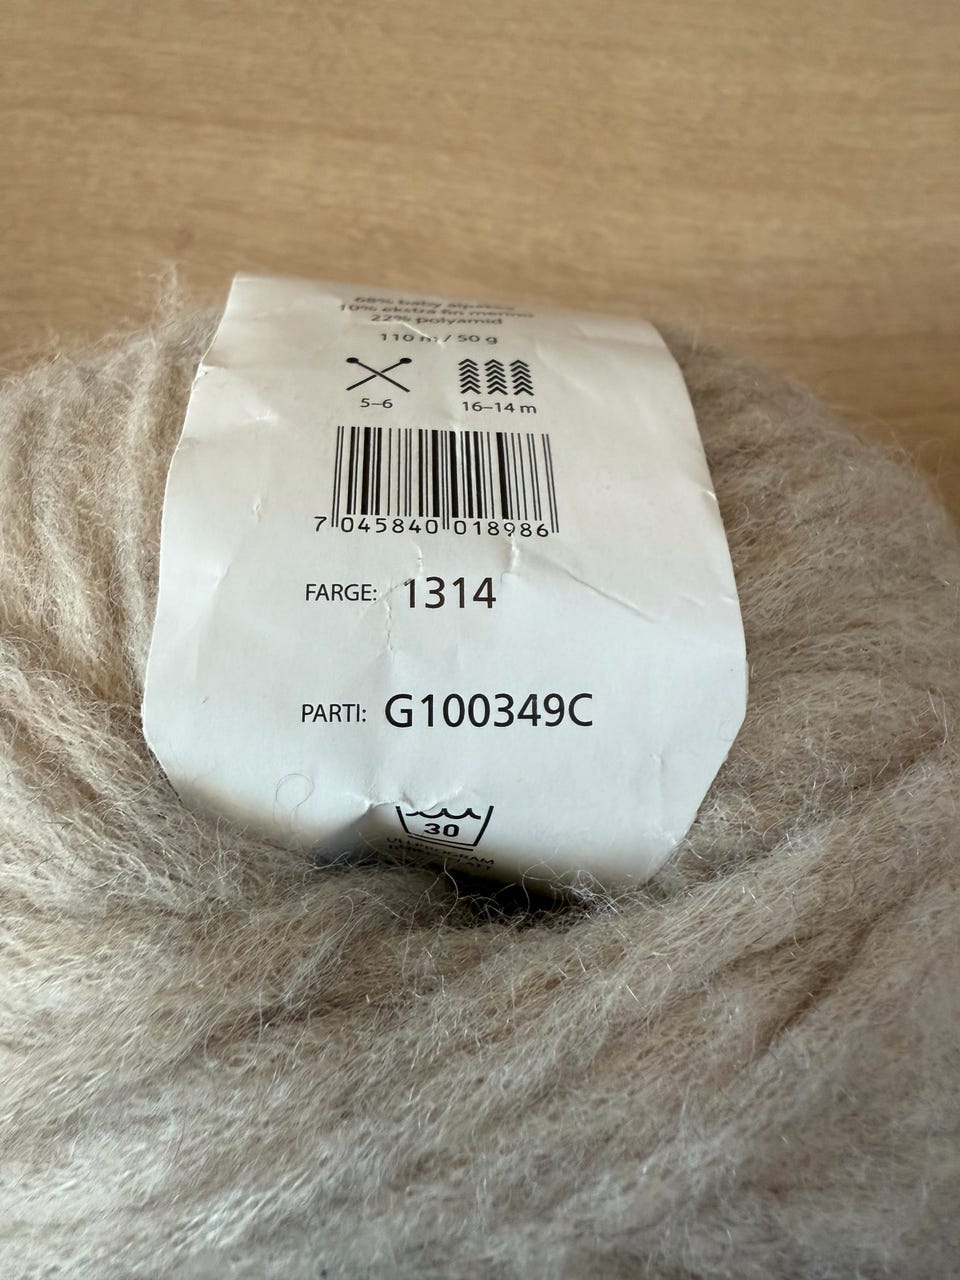 68% baby alpakka
10% ekstra fin merino
22% polyamid
110 m / 50 g
5–6 16–14 m
7 045840 018986
FARGE: 1314
PARTI: G100349C
30
ULLPROGRAM